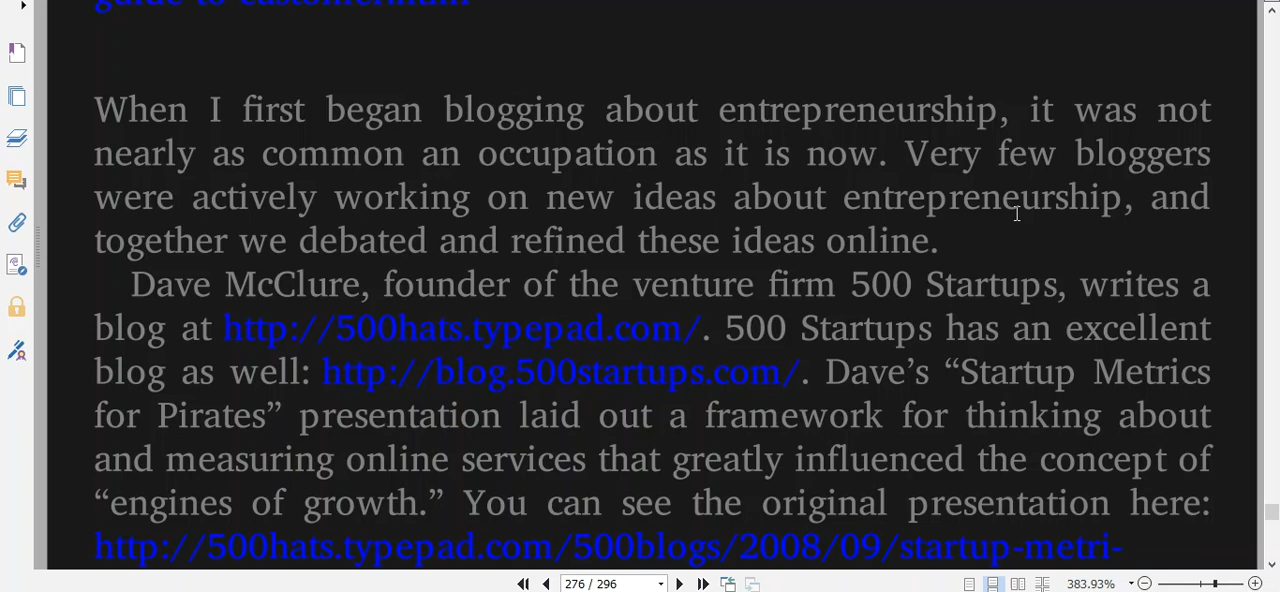 When I first began blogging about entrepreneurship, it was not
nearly as common an occupation as it is now. Very few bloggers
were actively working on new ideas about entrepreneurship, and
together we debated and refined these ideas online.
Dave McClure, founder of the venture firm 500 Startups, writes a
blog at http://500hats.typepad.com/. 500 Startups has an excellent
blog as well: http://blog.500startups.com/. Dave’s “Startup Metrics
for Pirates” presentation laid out a framework for thinking about
and measuring online services that greatly influenced the concept of
“engines of growth.” You can see the original presentation here:
http://500hats.typepad.com/500blogs/2008/09/startup-metri-
276 / 296
383.93%